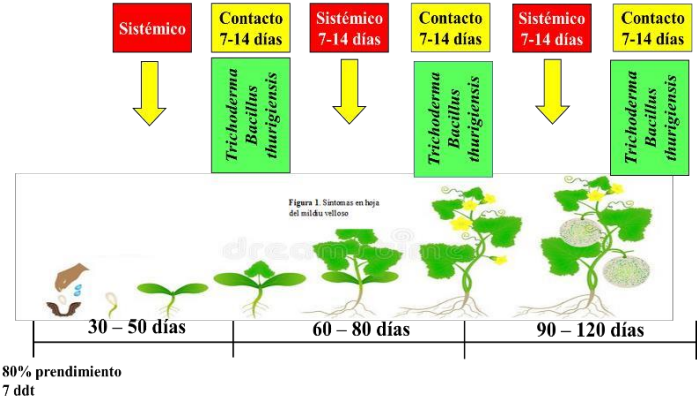 Sistémico
Contacto
7-14 días
Sistémico
7-14 días
Contacto
7-14 días
Sistémico
7-14 días
Contacto
7-14 días
Trichoderma
Bacillus
thurigiensis
Trichoderma
Bacillus
thurigiensis
Trichoderma
Bacillus
thurigiensis
Figura 1. Síntomas en hoja
del mildiu velloso
30 – 50 días
60 – 80 días
90 – 120 días
80% prendimiento
7 ddt